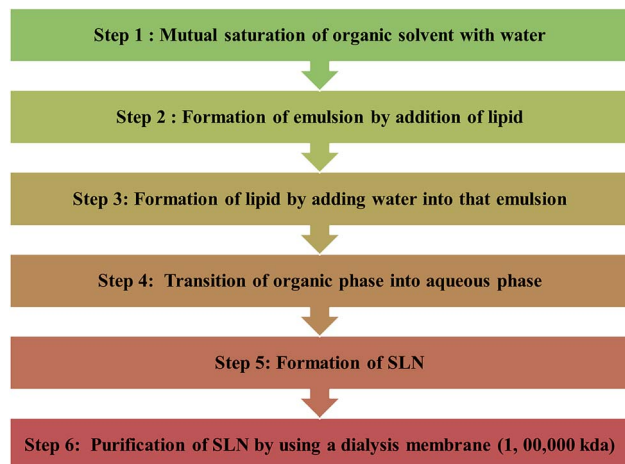 Step 1 : Mutual saturation of organic solvent with water
Step 2 : Formation of emulsion by addition of lipid
Step 3: Formation of lipid by adding water into that emulsion
Step 4: Transition of organic phase into aqueous phase
Step 5: Formation of SLN
Step 6: Purification of SLN by using a dialysis membrane (1, 00,000 kda)